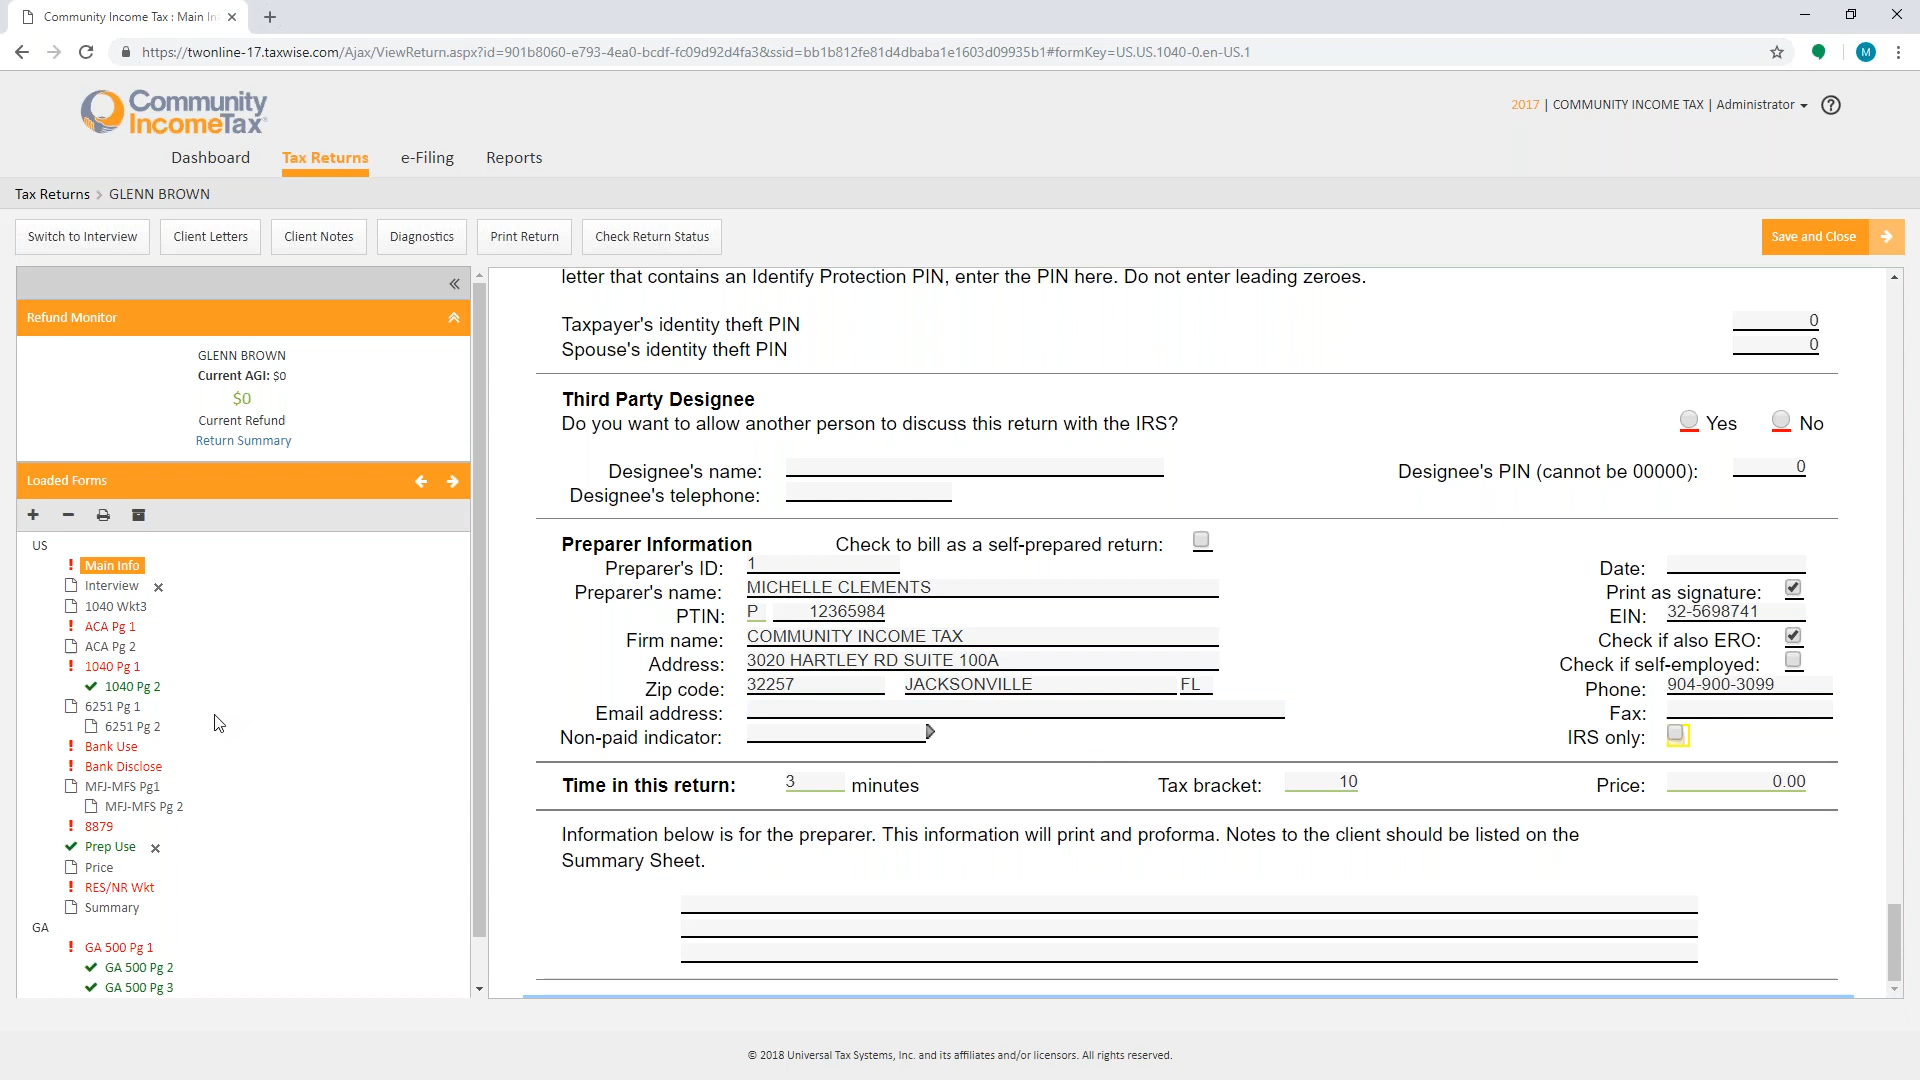 Community Income Tax : Main In
https://twonline-17.taxwise.com/Ajax/ViewReturn.aspx?id=901b8060-e793-4ea0-bcdf-fc09d92d4fa3&ssid=bb1b812fe81d4dbaba1e1603d09935b1#formKey=US.US.1040-0.en-US.1
M
Community
IncomeTax
2017 | COMMUNITY INCOME TAX | Administrator
Dashboard Tax Returns e-Filing Reports
Tax Returns > GLENN BROWN
Switch to Interview Client Letters Client Notes Diagnostics Print Return Check Return Status Save and Close
Refund Monitor
GLENN BROWN
Current AGI: $0
$0
Current Refund
Return Summary
Loaded Forms
US
! Main Info
Interview
1040 Wkt3
! ACA Pg 1
ACA Pg 2
! 1040 Pg 1
1040 Pg 2
6251 Pg 1
6251 Pg 2
! Bank Use
! Bank Disclose
MFJ-MFS Pg1
MFJ-MFS Pg 2
! 8879
Prep Use
Price
! RES/NR Wkt
Summary
GA
! GA 500 Pg 1
GA 500 Pg 2
GA 500 Pg 3
letter that contains an Identify Protection PIN, enter the PIN here. Do not enter leading zeroes.
Taxpayer's identity theft PIN 0
Spouse's identity theft PIN 0
Third Party Designee
Do you want to allow another person to discuss this return with the IRS? Yes No
Designee's name: Designee's PIN (cannot be 00000): 0
Designee's telephone:
Preparer Information Check to bill as a self-prepared return:
Preparer's ID: 1 Date:
Preparer's name: MICHELLE CLEMENTS Print as signature:
PTIN: P 12365984 EIN: 32-5698741
Firm name: COMMUNITY INCOME TAX Check if also ERO:
Address: 3020 HARTLEY RD SUITE 100A Check if self-employed:
Zip code: 32257 JACKSONVILLE FL Phone: 904-900-3099
Email address: Fax:
Non-paid indicator: IRS only:
Time in this return: 3 minutes Tax bracket: 10 Price: 0.00
Information below is for the preparer. This information will print and proforma. Notes to the client should be listed on the
Summary Sheet.
© 2018 Universal Tax Systems, Inc. and its affiliates and/or licensors. All rights reserved.